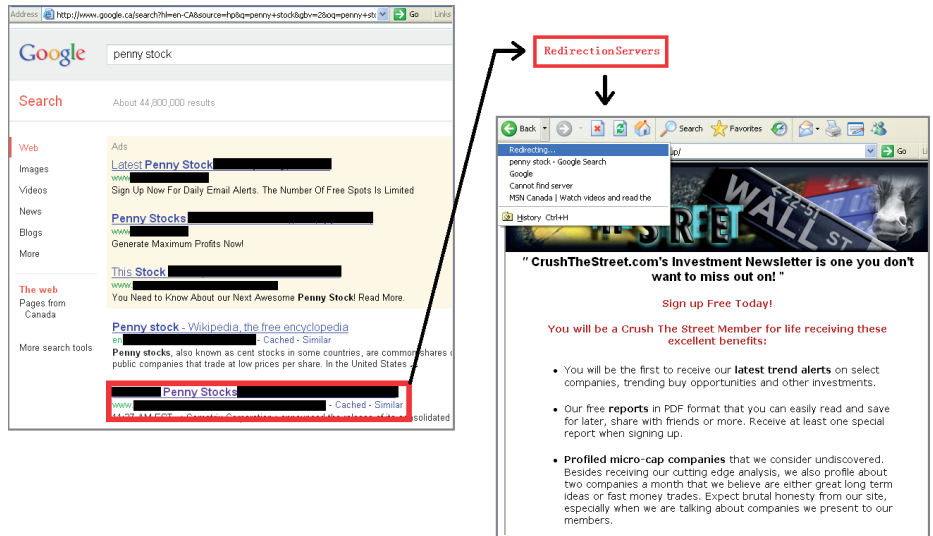 Address http://www.google.ca/search?hl=en-CA&source=hp&q=penny+stock&gbv=2&oq=penny+sto Go Links
Google penny stock
Search About 44,800,000 results
Web
Images
Videos
News
Blogs
More
The web
Pages from
Canada
More search tools
Ads
Latest Penny Stock
www
Sign Up Now For Daily Email Alerts. The Number Of Free Spots Is Limited
Penny Stocks
www
Generate Maximum Profits Now!
This Stock
www.
You Need to Know About our Next Awesome Penny Stock! Read More.
Penny stock - Wikipedia, the free encyclopedia
en - Cached - Similar
Penny stocks, also known as cent stocks in some countries, are common shares
public companies that trade at low prices per share. In the United States ...
Penny Stocks
www. - Cached - Similar
RedirectionServers
Back Search Favorites
Redirecting...
penny stock - Google Search
Google
Cannot find server
MSN Canada | Watch videos and read the
History Ctrl+H
ip/ Go
STREET
WALL ST
"CrushTheStreet.com's Investment Newsletter is one you don't
want to miss out on! "
Sign up Free Today!
You will be a Crush The Street Member for life receiving these
excellent benefits:
• You will be the first to receive our latest trend alerts on select
companies, trending buy opportunities and other investments.
• Our free reports in PDF format that you can easily read and save
for later, share with friends or more. Receive at least one special
report when signing up.
• Profiled micro-cap companies that we consider undiscovered.
Besides receiving our cutting edge analysis, we also profile about
two companies a month that we believe are either great long term
ideas or fast money trades. Expect brutal honesty from our site,
especially when we are talking about companies we present to our
members.